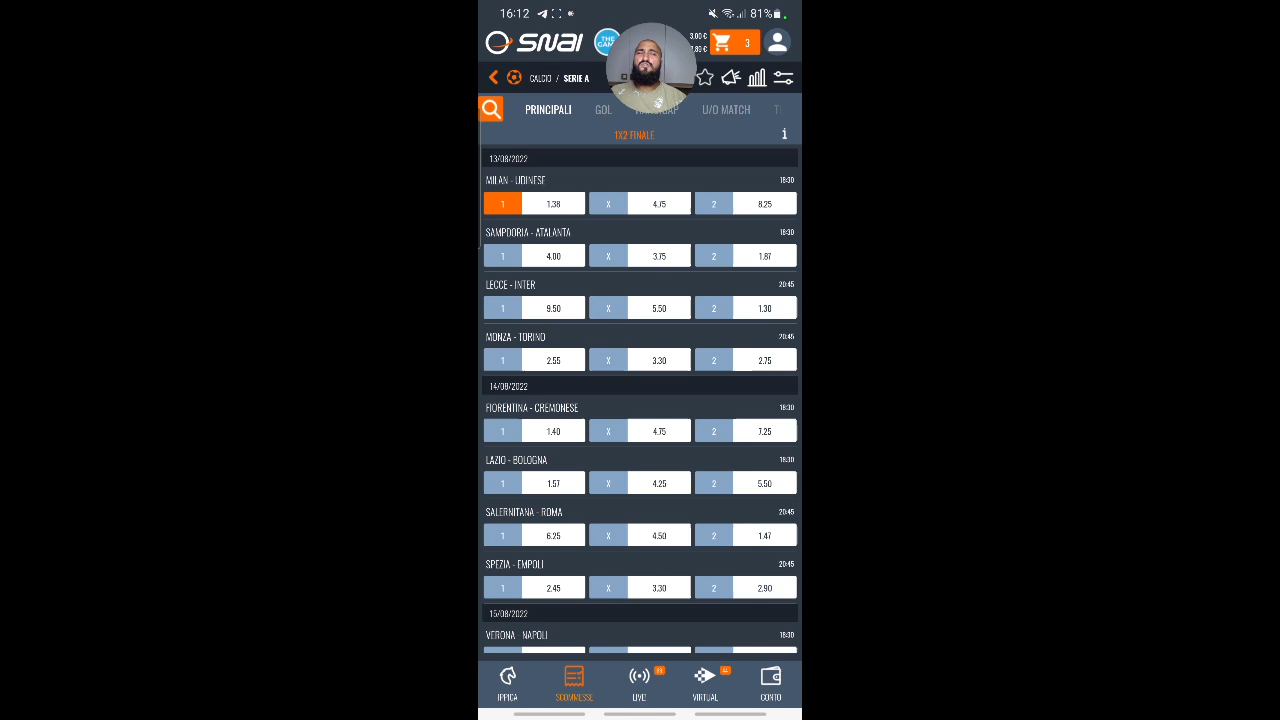 16:12 81%
SNAI THE GAM 3,00 € 3
7,89 €
CALCIO / SERIE A
PRINCIPALI GOL HANDICAP U/O MATCH
1X2 FINALE i
13/08/2022
MILAN - UDINESE 18:30
1 1.38 X 4.75 2 8.25
SAMPDORIA - ATALANTA 18:30
1 4.00 X 3.75 2 1.87
LECCE - INTER 20:45
1 9.50 X 5.50 2 1.30
MONZA - TORINO 20:45
1 2.55 X 3.30 2 2.75
14/08/2022
FIORENTINA - CREMONESE 18:30
1 1.40 X 4.75 2 7.25
LAZIO - BOLOGNA 18:30
1 1.57 X 4.25 2 5.50
SALERNITANA - ROMA 20:45
1 6.25 X 4.50 2 1.47
SPEZIA - EMPOLI 20:45
1 2.45 X 3.30 2 2.90
15/08/2022
VERONA - NAPOLI 18:30
IPPICA SCOMMESSE LIVE! VIRTUAL CONTO